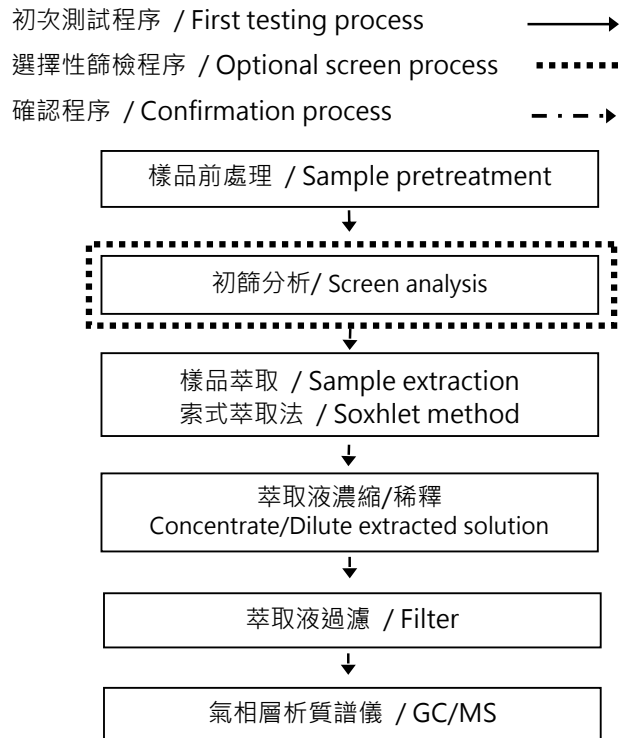 初次測試程序 / First testing process
選擇性篩檢程序 / Optional screen process
確認程序 / Confirmation process
樣品前處理 / Sample pretreatment
初篩分析/ Screen analysis
樣品萃取 / Sample extraction
索式萃取法 / Soxhlet method
萃取液濃縮/稀釋
Concentrate/Dilute extracted solution
萃取液過濾 / Filter
氣相層析質譜儀 / GC/MS